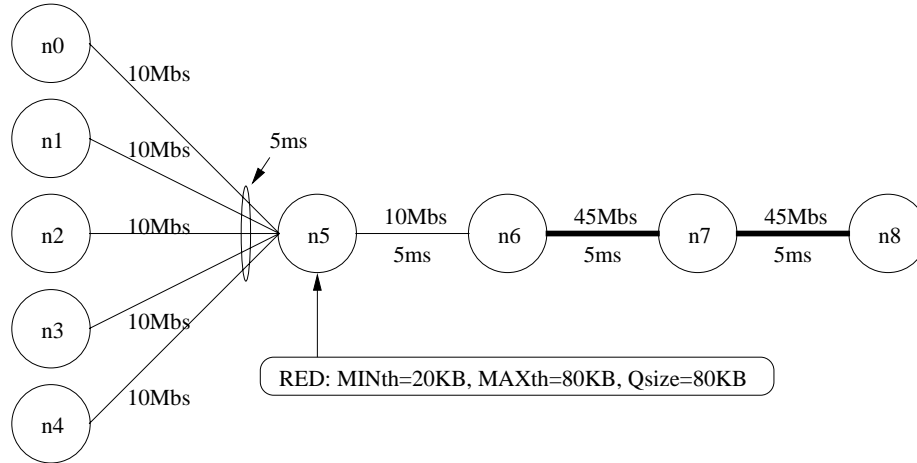 n0
10Mbs
5ms
n1
10Mbs
n2
10Mbs
n5
10Mbs
5ms
n6
45Mbs
5ms
n7
45Mbs
5ms
n8
n3
10Mbs
RED: MINth=20KB, MAXth=80KB, Qsize=80KB
n4
10Mbs